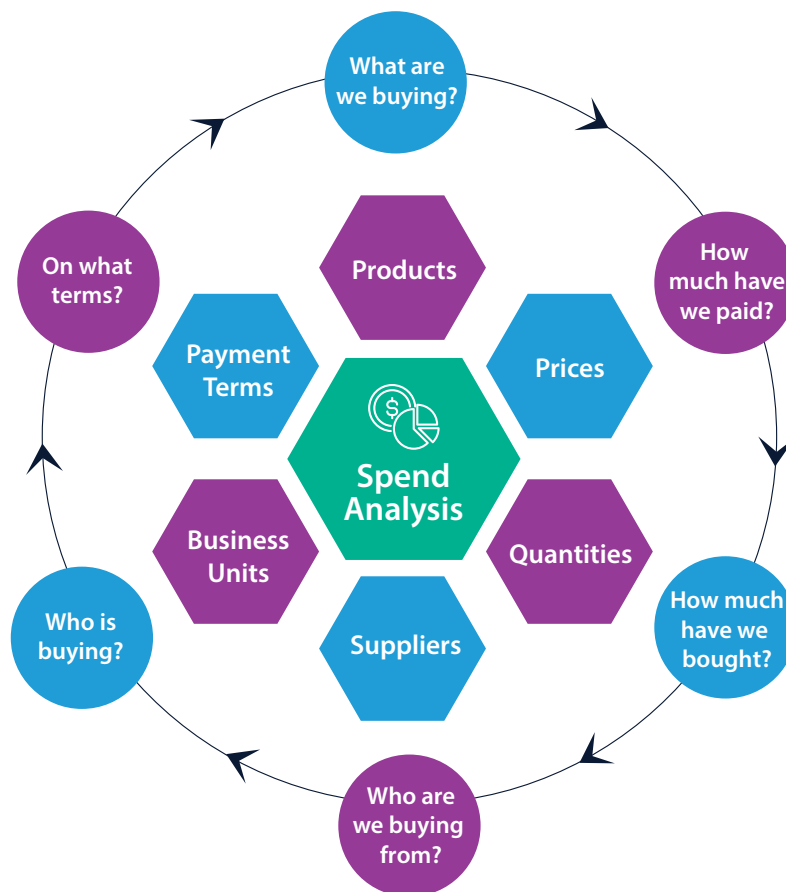 What are
we buying?
How
much have
we paid?
How much
have we
bought?
Who are
we buying
from?
Who is
buying?
On what
terms?
Products
Prices
Quantities
Suppliers
Business
Units
Payment
Terms
$
Spend
Analysis